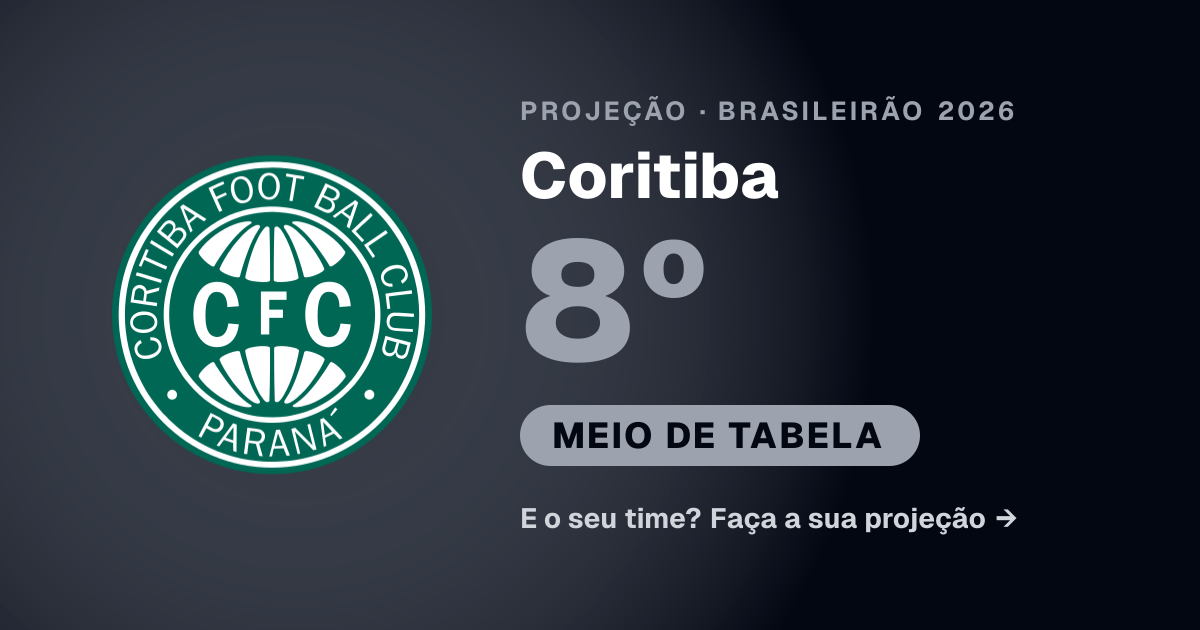 CORITIBA FOOT BALL CLUB
CFC
• PARANÁ •
PROJEÇÃO · BRASILEIRÃO 2026
Coritiba
8º
MEIO DE TABELA
E o seu time? Faça a sua projeção →